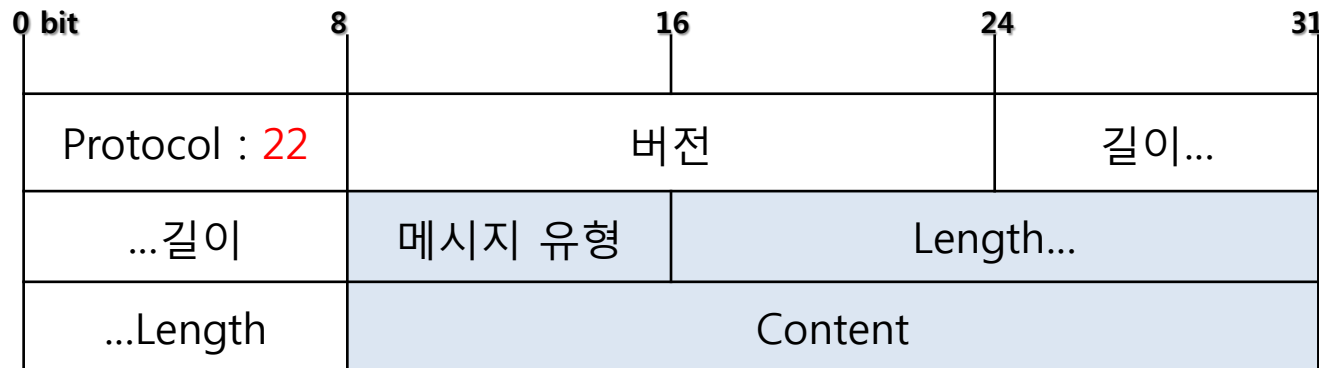 0 bit 8 16 24 31
Protocol : 22 버전 길이...
...길이 메시지 유형 Length...
...Length Content